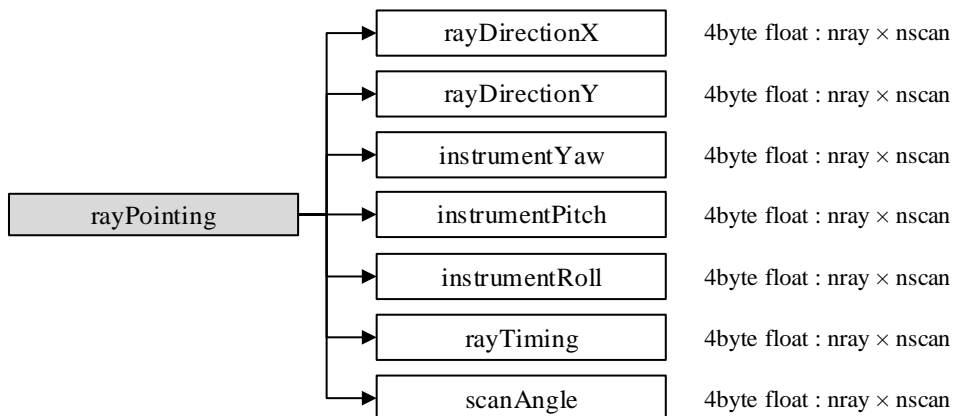 rayDirectionX 4byte float : nray × nscan
rayDirectionY 4byte float : nray × nscan
instrumentYaw 4byte float : nray × nscan
rayPointing instrumentPitch 4byte float : nray × nscan
instrumentRoll 4byte float : nray × nscan
rayTiming 4byte float : nray × nscan
scanAngle 4byte float : nray × nscan